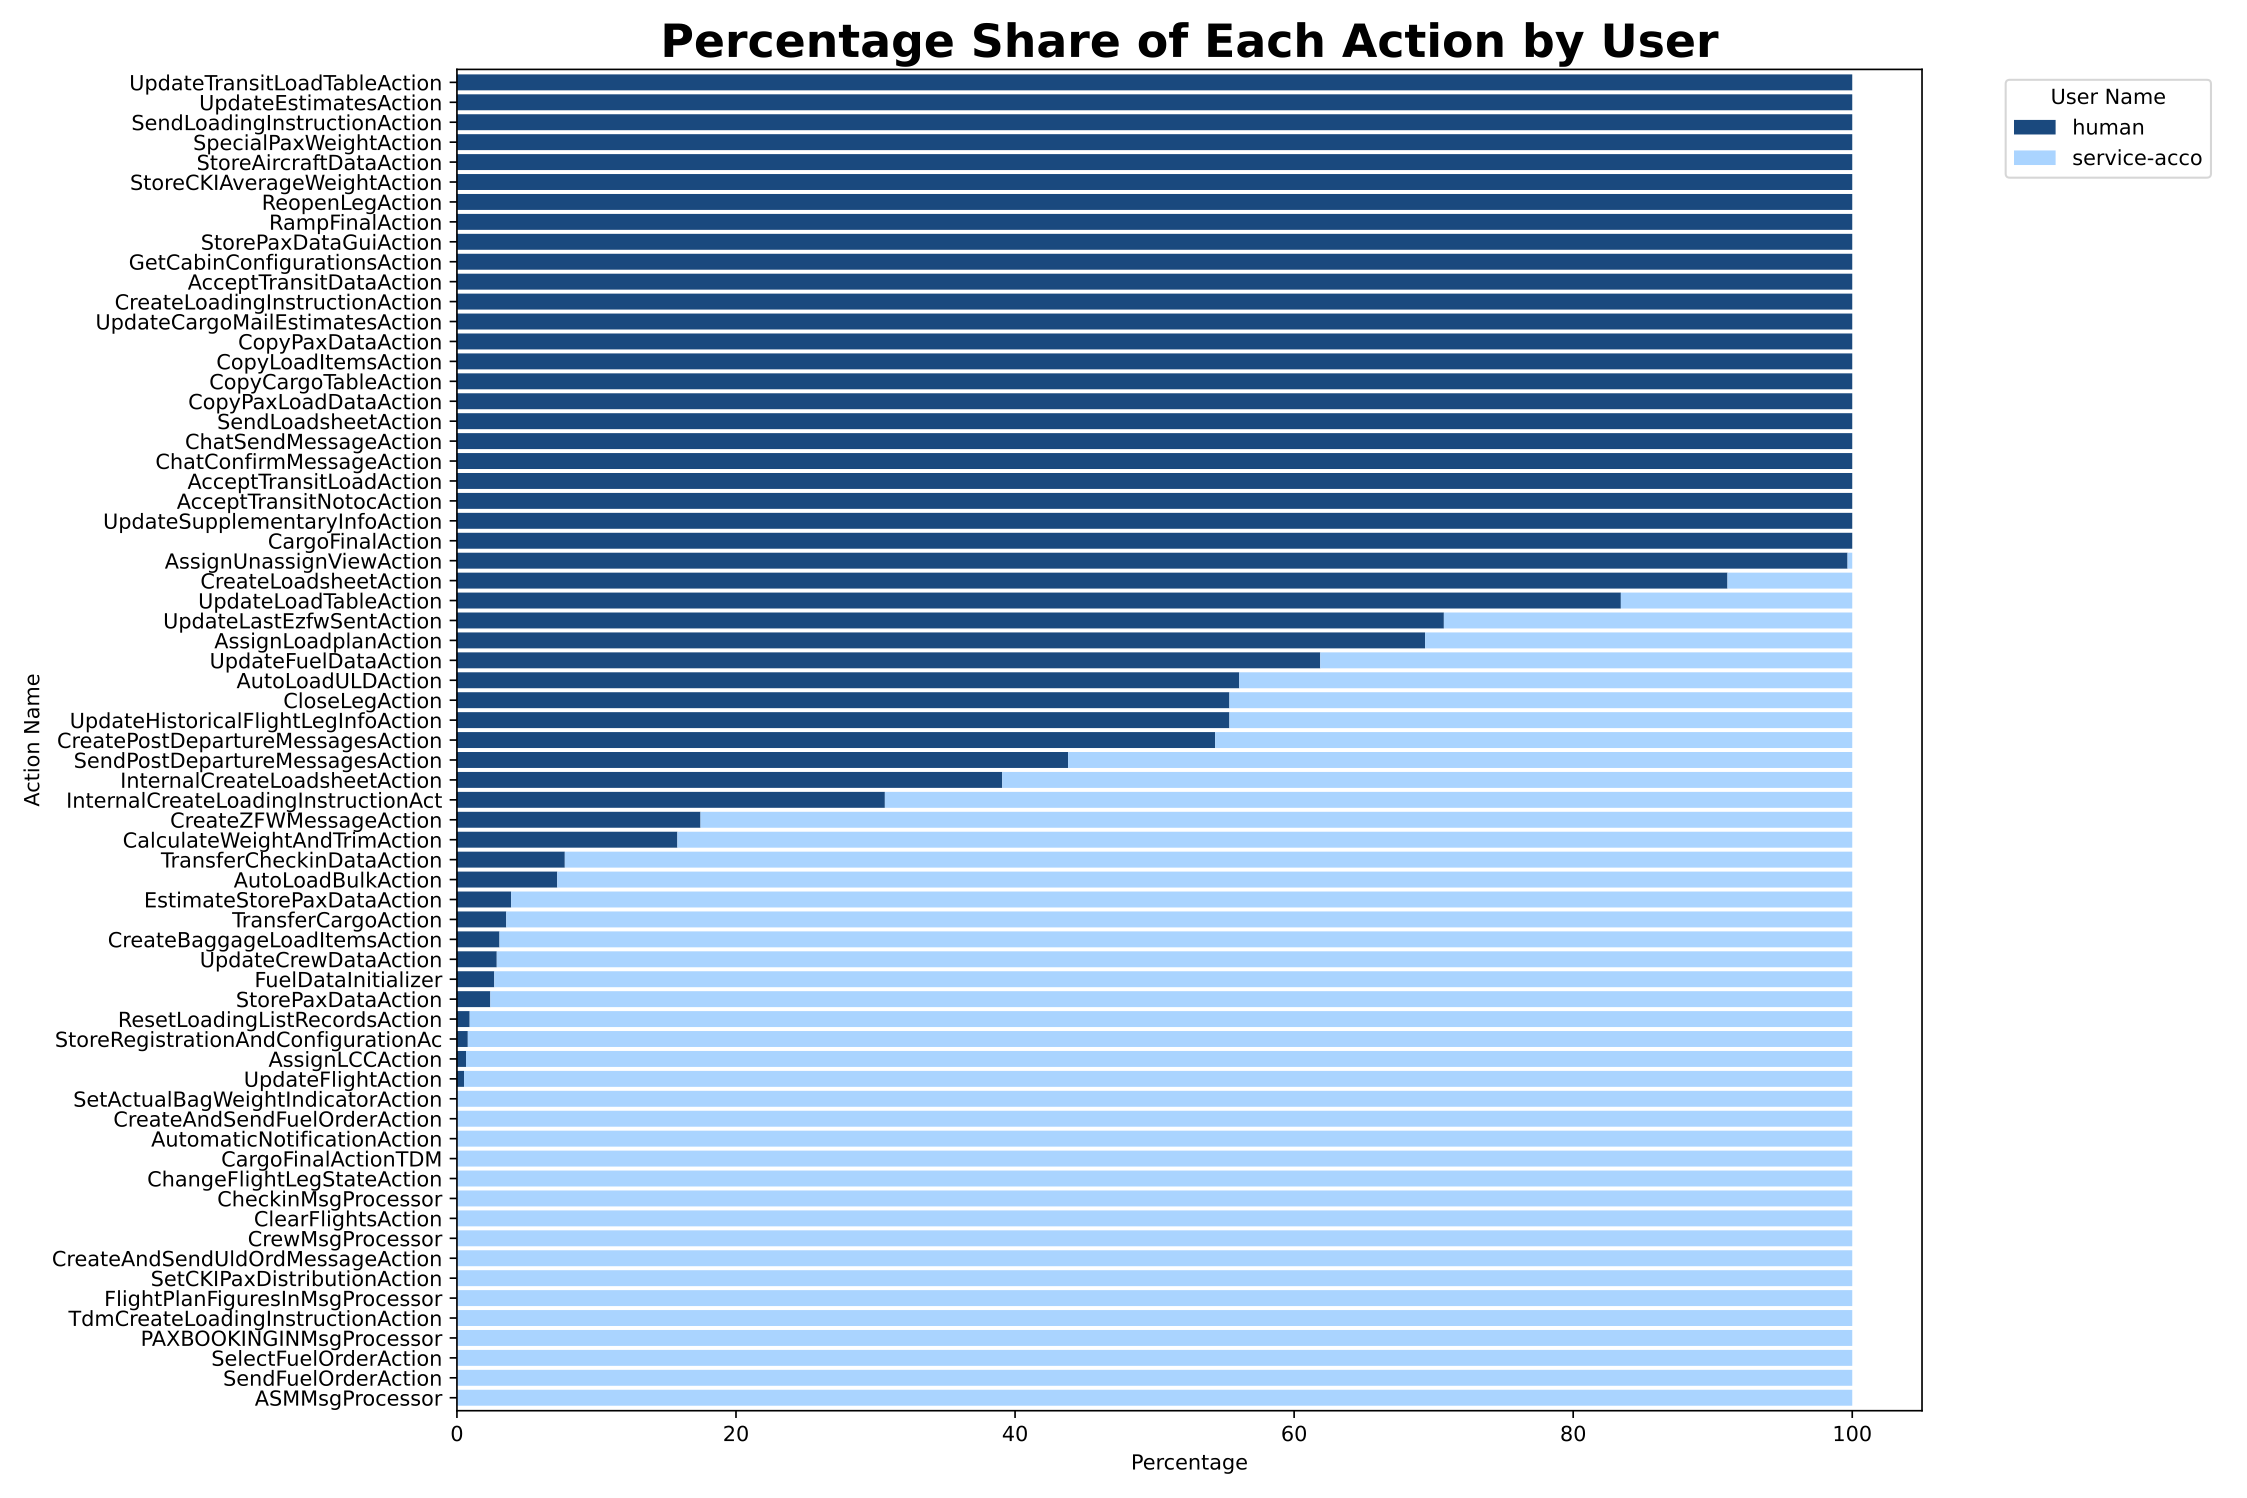 Percentage Share of Each Action by User
UpdateTransitLoadTableAction
UpdateEstimatesAction
SendLoadingInstructionAction
SpecialPaxWeightAction
StoreAircraftDataAction
StoreCKIAverageWeightAction
ReopenLegAction
RampFinalAction
StorePaxDataGuiAction
GetCabinConfigurationsAction
AcceptTransitDataAction
CreateLoadingInstructionAction
UpdateCargoMailEstimatesAction
CopyPaxDataAction
CopyLoadItemsAction
CopyCargoTableAction
CopyPaxLoadDataAction
SendLoadsheetAction
ChatSendMessageAction
ChatConfirmMessageAction
AcceptTransitLoadAction
AcceptTransitNotocAction
UpdateSupplementaryInfoAction
CargoFinalAction
AssignUnassignViewAction
CreateLoadsheetAction
UpdateLoadTableAction
UpdateLastEzfwSentAction
AssignLoadplanAction
UpdateFuelDataAction
AutoLoadULDAction
CloseLegAction
UpdateHistoricalFlightLegInfoAction
CreatePostDepartureMessagesAction
SendPostDepartureMessagesAction
InternalCreateLoadsheetAction
InternalCreateLoadingInstructionAct
CreateZFWMessageAction
CalculateWeightAndTrimAction
TransferCheckinDataAction
AutoLoadBulkAction
EstimateStorePaxDataAction
TransferCargoAction
CreateBaggageLoadItemsAction
UpdateCrewDataAction
FuelDataInitializer
StorePaxDataAction
ResetLoadingListRecordsAction
StoreRegistrationAndConfigurationAc
AssignLCCAction
UpdateFlightAction
SetActualBagWeightIndicatorAction
CreateAndSendFuelOrderAction
AutomaticNotificationAction
CargoFinalActionTDM
ChangeFlightLegStateAction
CheckinMsgProcessor
ClearFlightsAction
CrewMsgProcessor
CreateAndSendUldOrdMessageAction
SetCKIPaxDistributionAction
FlightPlanFiguresInMsgProcessor
TdmCreateLoadingInstructionAction
PAXBOOKINGINMsgProcessor
SelectFuelOrderAction
SendFuelOrderAction
ASMMsgProcessor
Action Name
0 20 40 60 80 100
Percentage
User Name
human
service-acco